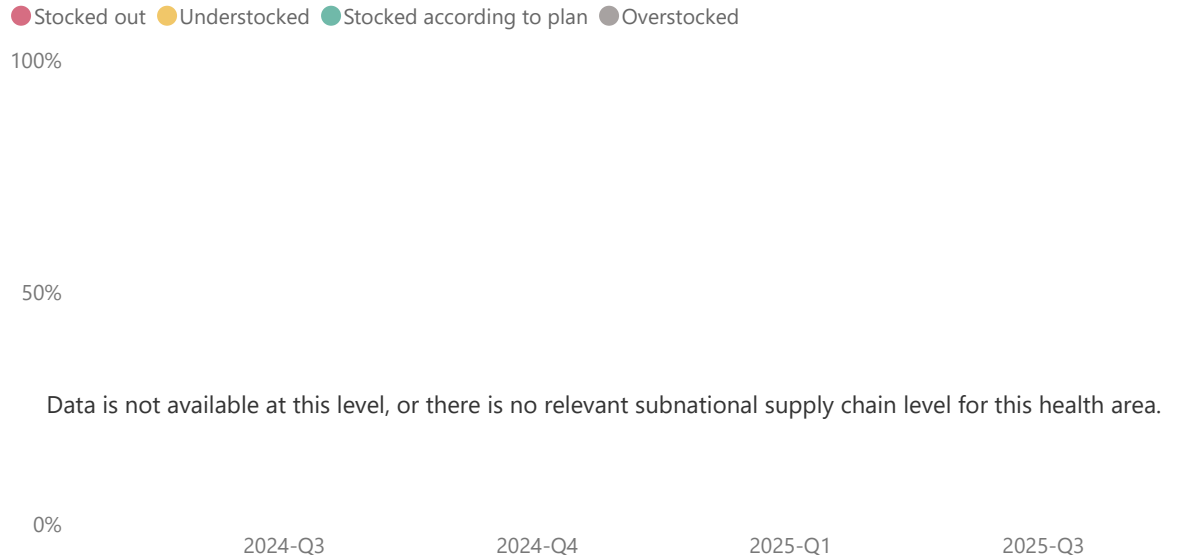 Stocked out Understocked Stocked according to plan Overstocked
100%
50%
Data is not available at this level, or there is no relevant subnational supply chain level for this health area.
0%
2024-Q3 2024-Q4 2025-Q1 2025-Q3